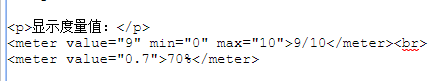 <p>显示度量值：</p>
<meter value="9" min="0" max="10">9/10</meter><br>
<meter value="0.7">70%</meter>